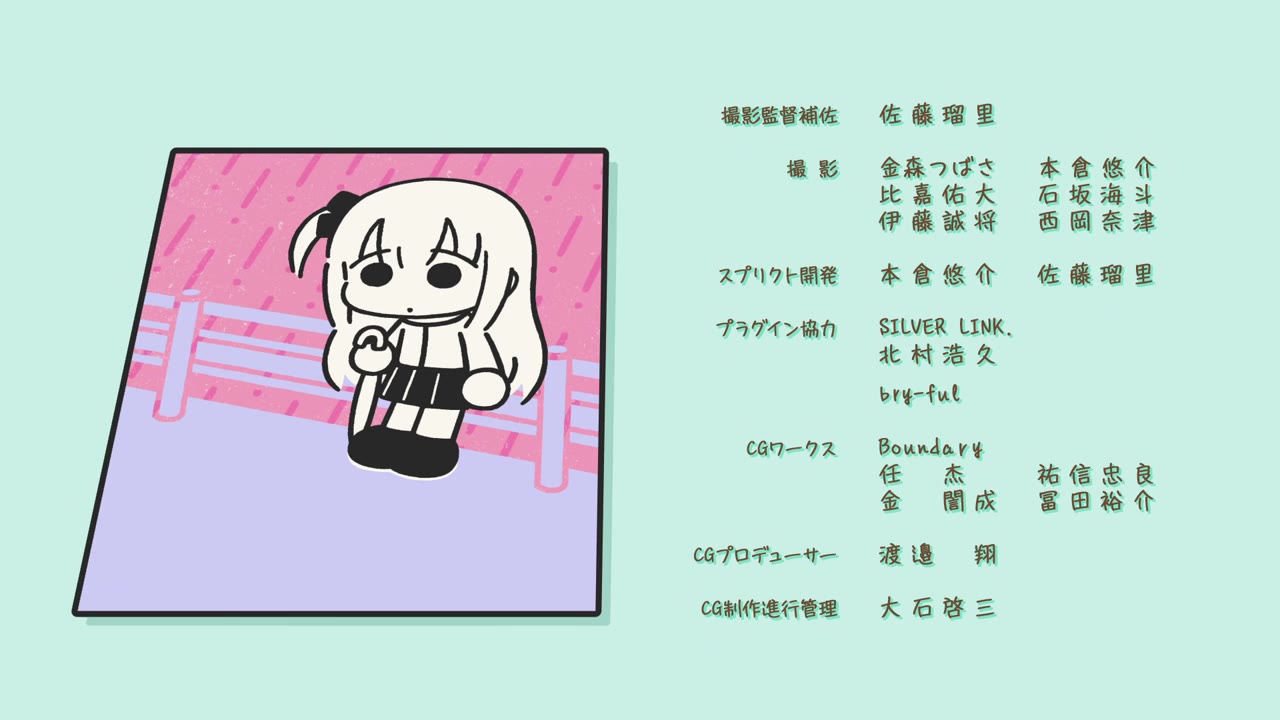 撮影監督補佐 佐藤瑠里
撮影 金森つばさ 本倉悠介
比嘉佑大 石坂海斗
伊藤誠将 西岡奈津
スプリクト開発 本倉悠介 佐藤瑠里
プラグイン協力 SILVER LINK.
北村浩久
bry-ful
CGワークス Boundary
任 杰 祐信忠良
金 誾成 冨田裕介
CGプロデューサー 渡邉 翔
CG制作進行管理 大石啓三